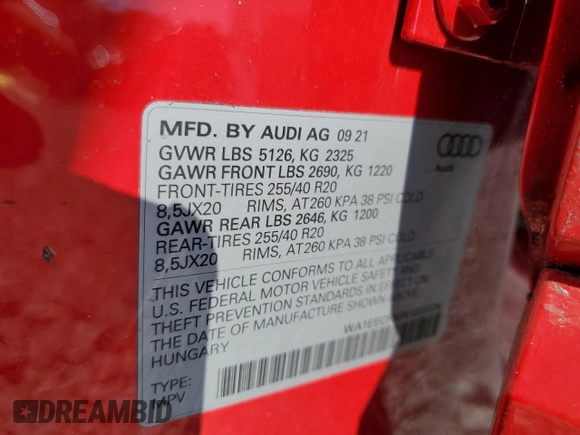 MFD. BY AUDI AG 09 21
GVWR LBS 5126, KG 2325
GAWR FRONT LBS 2690, KG 1220
FRONT-TIRES 255/40 R20
8,5JX20 RIMS, AT260 KPA 38 PSI COLD
GAWR REAR LBS 2646, KG 1200
REAR-TIRES 255/40 R20
8,5JX20 RIMS, AT260 KPA 38 PSI COLD
THIS VEHICLE CONFORMS TO ALL APPLICABLE
U.S. FEDERAL MOTOR VEHICLE SAFETY AND
THEFT PREVENTION STANDARDS IN EFFECT ON
THE DATE OF MANUFACTURE SHOWN ABOVE
HUNGARY
TYPE:
MPV
Audi
DREAMBID